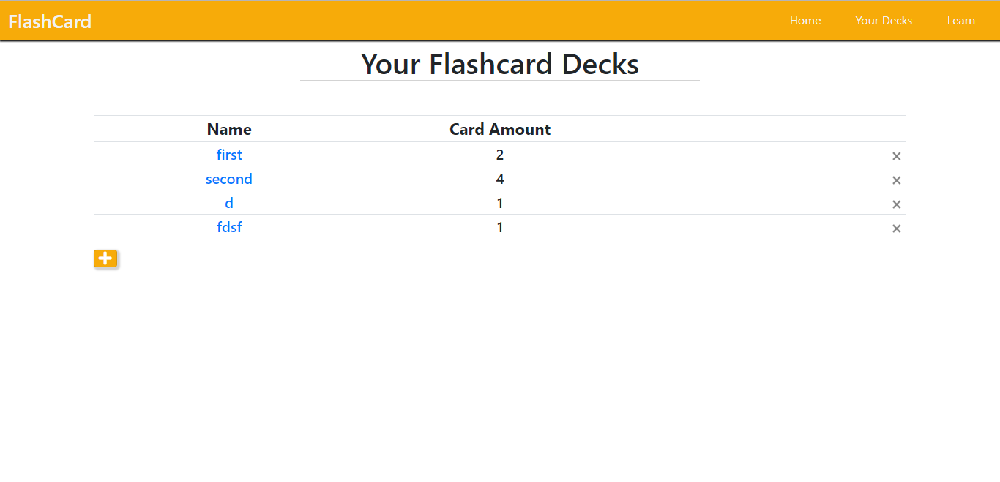 FlashCard Home Your Decks Learn
Your Flashcard Decks
Name Card Amount
first 2 ×
second 4 ×
d 1 ×
fdsf 1 ×